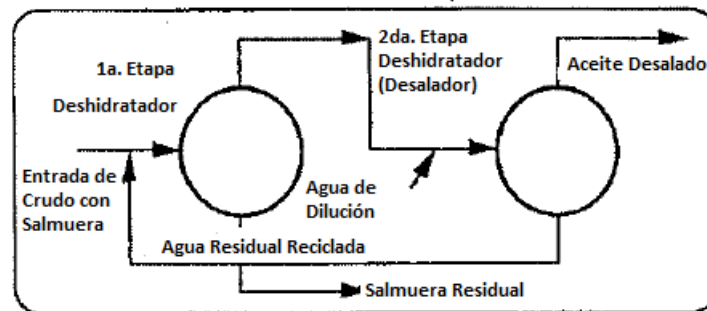 1a. Etapa
Deshidratador
2da. Etapa
Deshidratador
(Desalador)
Aceite Desalado
Entrada de
Crudo con
Salmuera
Agua de
Dilución
Agua Residual Reciclada
Salmuera Residual